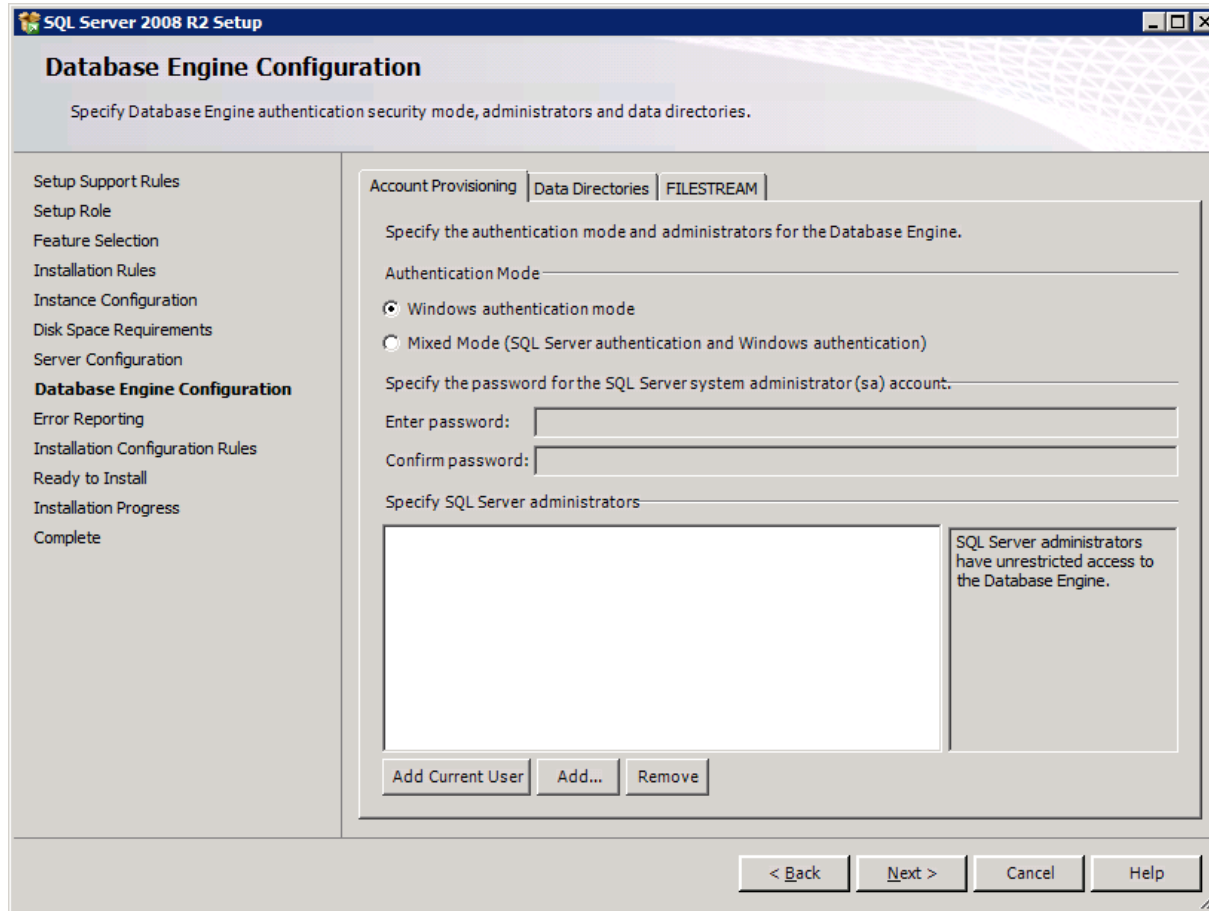 SQL Server 2008 R2 Setup
Database Engine Configuration
Specify Database Engine authentication security mode, administrators and data directories.
Setup Support Rules
Setup Role
Feature Selection
Installation Rules
Instance Configuration
Disk Space Requirements
Server Configuration
Database Engine Configuration
Error Reporting
Installation Configuration Rules
Ready to Install
Installation Progress
Complete
Account Provisioning
Data Directories
FILESTREAM
Specify the authentication mode and administrators for the Database Engine.
Authentication Mode
Windows authentication mode
Mixed Mode (SQL Server authentication and Windows authentication)
Specify the password for the SQL Server system administrator (sa) account.
Enter password:
Confirm password:
Specify SQL Server administrators
SQL Server administrators
have unrestricted access to
the Database Engine.
Add Current User
Add...
Remove
< Back
Next >
Cancel
Help